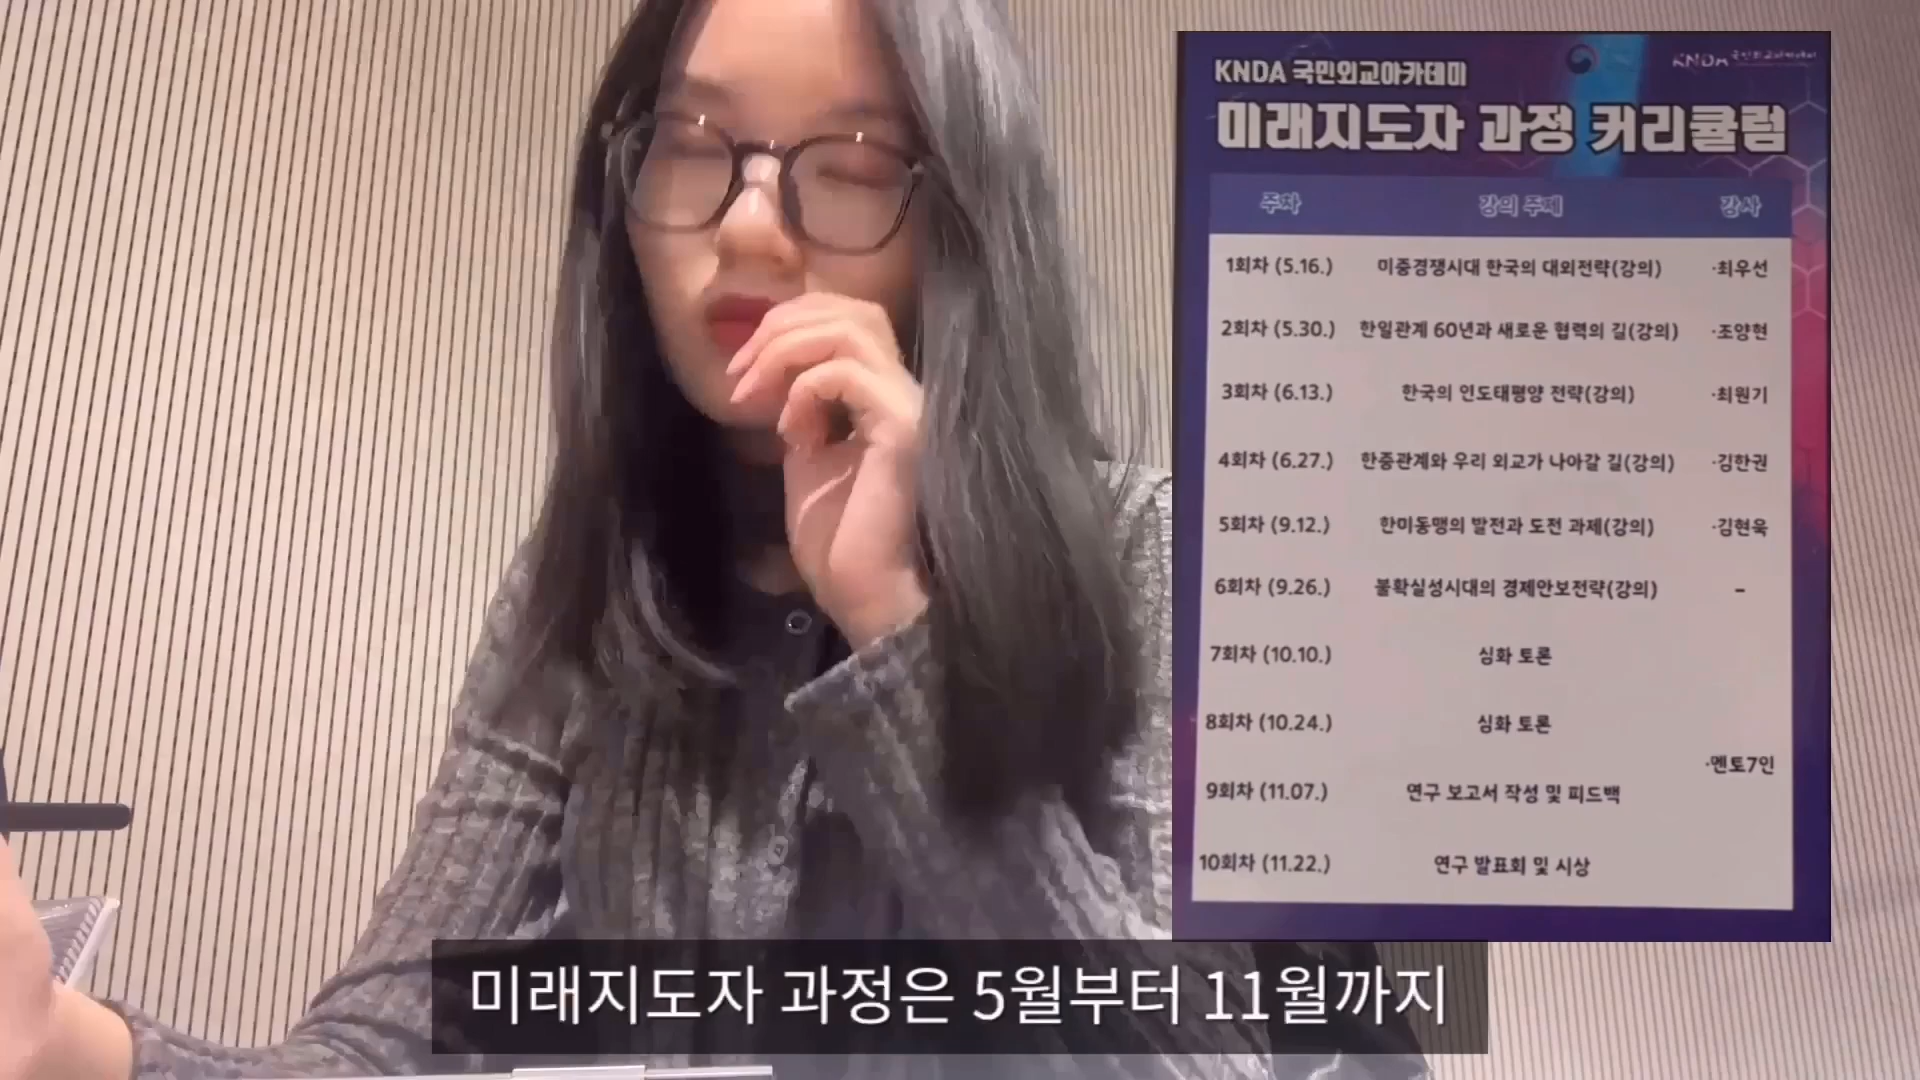 KNDA 국민외교아카데미
KNDA
미래지도자 과정 커리큘럼
주차 강의 주제 강사
1회차 (5.16.) 미중경쟁시대 한국의 대외전략(강의) ·최우선
2회차 (5.30.) 한일관계 60년과 새로운 협력의 길(강의) ·조양현
3회차 (6.13.) 한국의 인도태평양 전략(강의) ·최원기
4회차 (6.27.) 한중관계와 우리 외교가 나아갈 길(강의) ·김한권
5회차 (9.12.) 한미동맹의 발전과 도전 과제(강의) ·김현욱
6회차 (9.26.) 불확실성시대의 경제안보전략(강의) -
7회차 (10.10.) 심화 토론
8회차 (10.24.) 심화 토론
·멘토7인
9회차 (11.07.) 연구 보고서 작성 및 피드백
10회차 (11.22.) 연구 발표회 및 시상
미래지도자 과정은 5월부터 11월까지